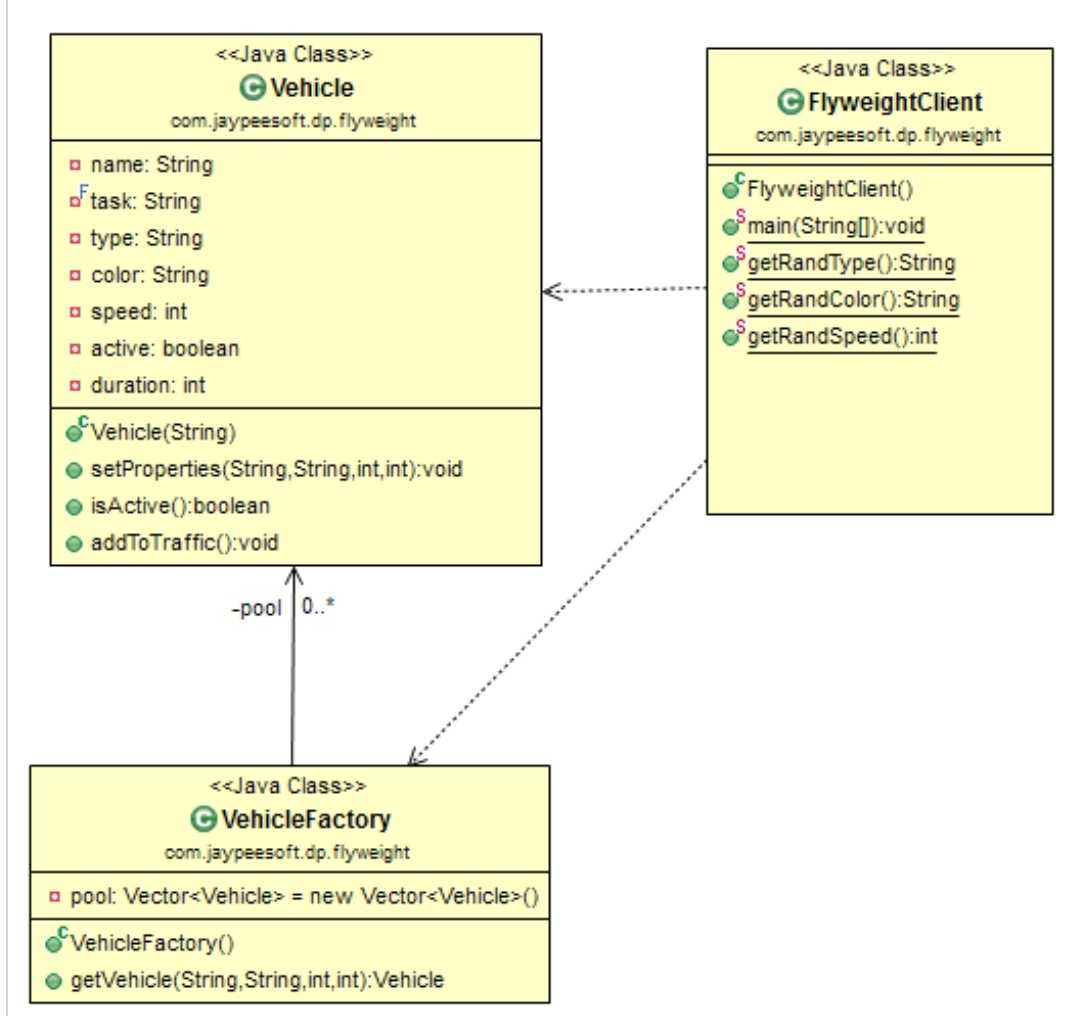 <<Java Class>>
C Vehicle
com.jaypeesoft.dp.flyweight
name: String
F task: String
type: String
color: String
speed: int
active: boolean
duration: int
C Vehicle(String)
setProperties(String,String,int,int):void
isActive():boolean
addToTraffic():void
<<Java Class>>
C FlyweightClient
com.jaypeesoft.dp.flyweight
C FlyweightClient()
S main(String[]):void
S getRandType():String
S getRandColor():String
S getRandSpeed():int
-pool 0..*
<<Java Class>>
C VehicleFactory
com.jaypeesoft.dp.flyweight
pool: Vector<Vehicle> = new Vector<Vehicle>()
C VehicleFactory()
getVehicle(String,String,int,int):Vehicle